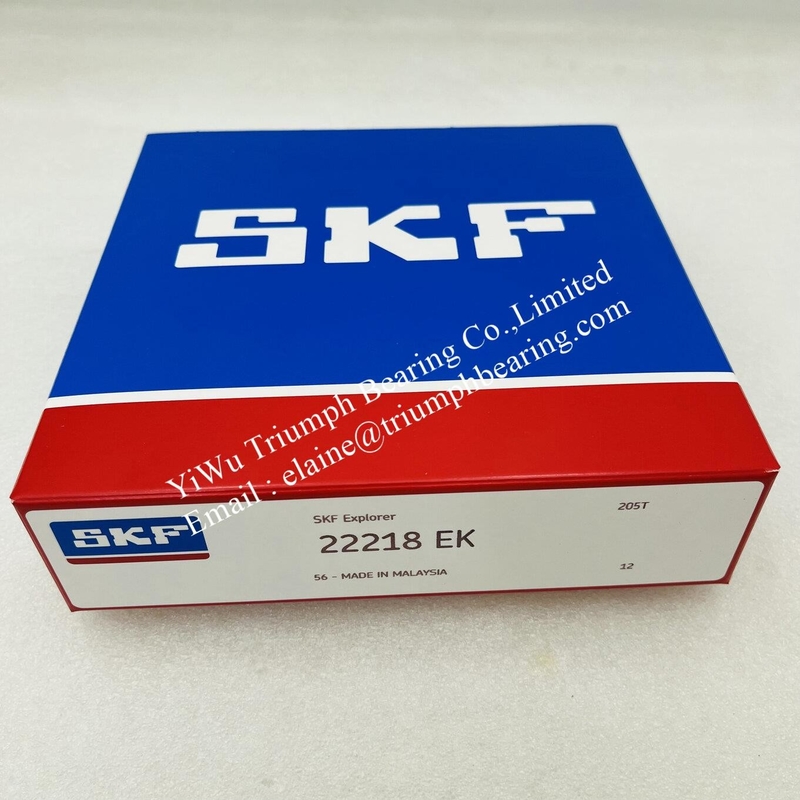 SKF
YiWu Triumph Bearing Co.,Limited
Email : elaine@triumphbearing.com
SKF
SKF Explorer
205T
22218 EK
56 - MADE IN MALAYSIA
12